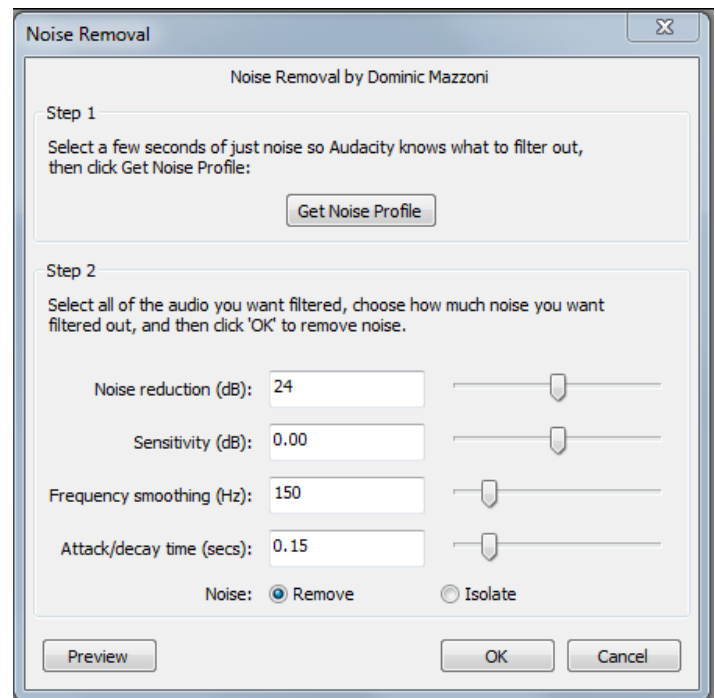 Noise Removal
Noise Removal by Dominic Mazzoni
Step 1
Select a few seconds of just noise so Audacity knows what to filter out,
then click Get Noise Profile:
Get Noise Profile
Step 2
Select all of the audio you want filtered, choose how much noise you want
filtered out, and then click 'OK' to remove noise.
Noise reduction (dB): 24
Sensitivity (dB): 0.00
Frequency smoothing (Hz): 150
Attack/decay time (secs): 0.15
Noise: Remove Isolate
Preview OK Cancel